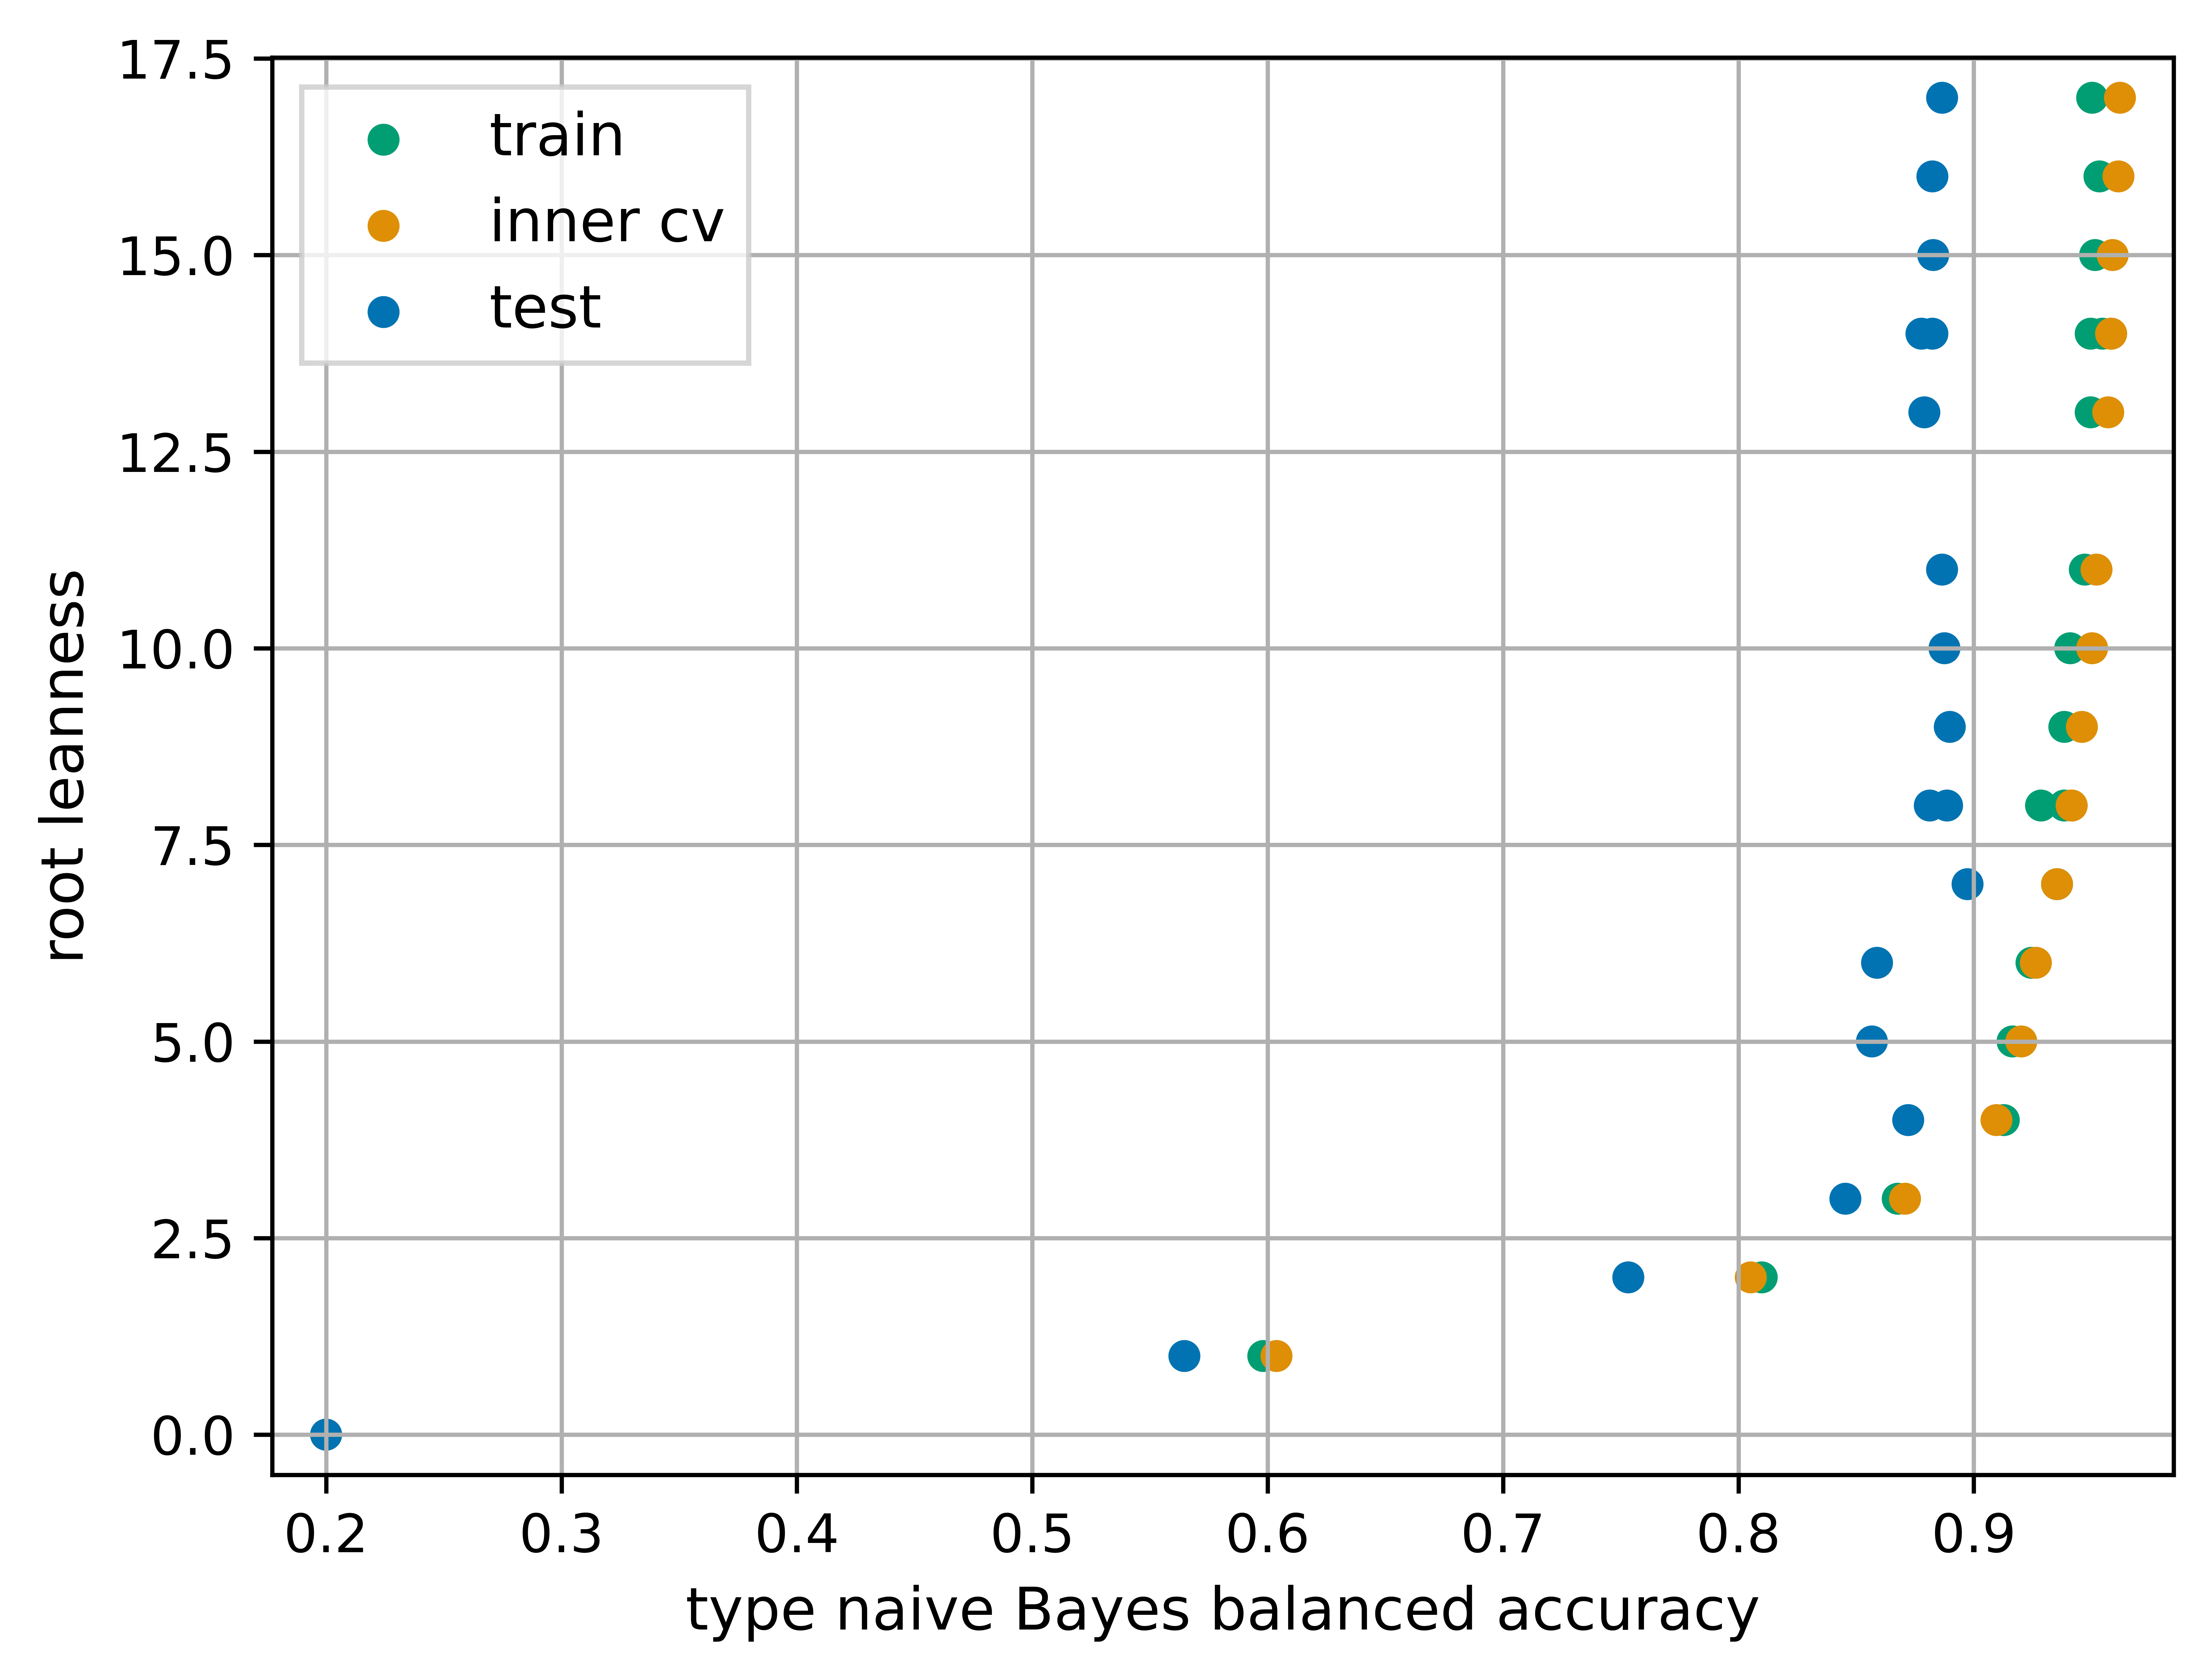 17.5
15.0
12.5
10.0
7.5
5.0
2.5
0.0
root leanness
train
inner cv
test
0.2 0.3 0.4 0.5 0.6 0.7 0.8 0.9
type naive Bayes balanced accuracy